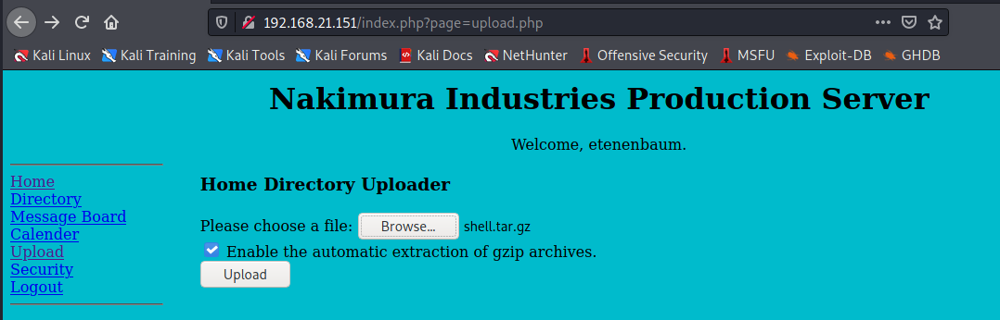 192.168.21.151/index.php?page=upload.php
Kali Linux Kali Training Kali Tools Kali Forums Kali Docs NetHunter Offensive Security MSFU Exploit-DB GHDB
Nakimura Industries Production Server
Welcome, etenenbaum.
Home
Directory
Message Board
Calender
Upload
Security
Logout
Home Directory Uploader
Please choose a file: Browse... shell.tar.gz
Enable the automatic extraction of gzip archives.
Upload